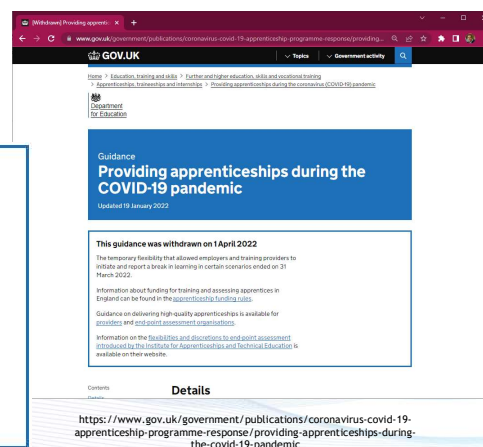 [Withdrawn] Providing apprentic
www.gov.uk/government/publications/coronavirus-covid-19-apprenticeship-programme-response/providing...
GOV.UK
Topics
Government activity
Home > Education, training and skills > Further and higher education, skills and vocational training
> Apprenticeships, traineeships and internships > Providing apprenticeships during the coronavirus (COVID-19) pandemic
Department
for Education
Guidance
Providing apprenticeships during the
COVID-19 pandemic
Updated 19 January 2022
This guidance was withdrawn on 1 April 2022
The temporary flexibility that allowed employers and training providers to
initiate and report a break in learning in certain scenarios ended on 31
March 2022.
Information about funding for training and assessing apprentices in
England can be found in the apprenticeship funding rules.
Guidance on delivering high-quality apprenticeships is available for
providers and end-point assessment organisations.
Information on the flexibilities and discretions to end-point assessment
introduced by the Institute for Apprenticeships and Technical Education is
available on their website.
Contents
Details
Details
https://www.gov.uk/government/publications/coronavirus-covid-19-
apprenticeship-programme-response/providing-apprenticeships-during-
the-covid-19-pandemic